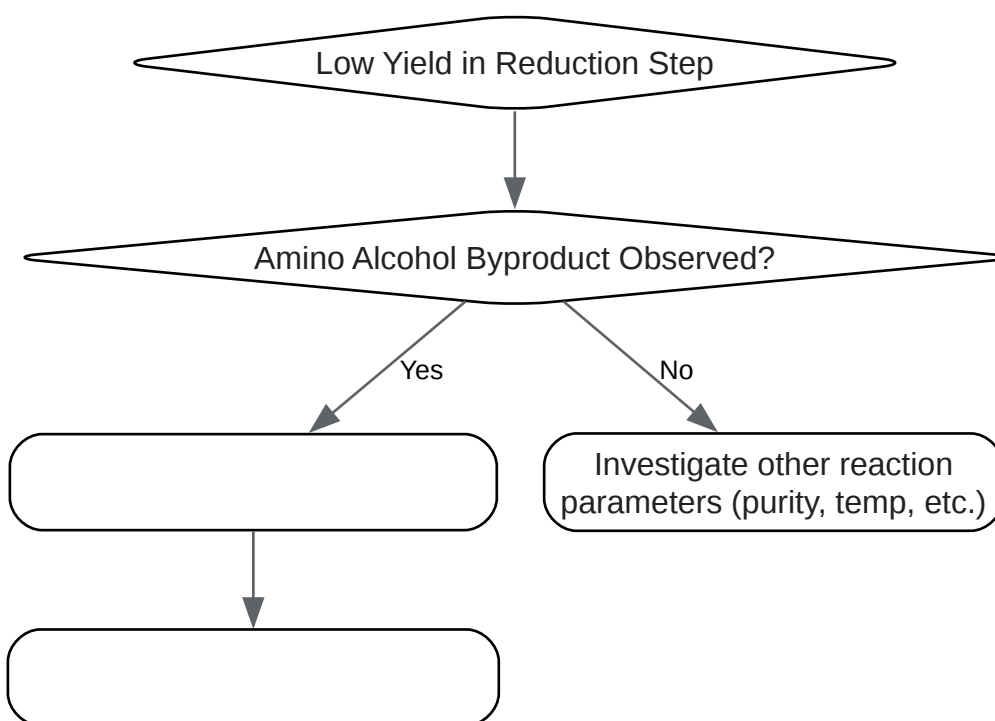 Low Yield in Reduction Step
Amino Alcohol Byproduct Observed?
Yes
No
Investigate other reaction
parameters (purity, temp, etc.)